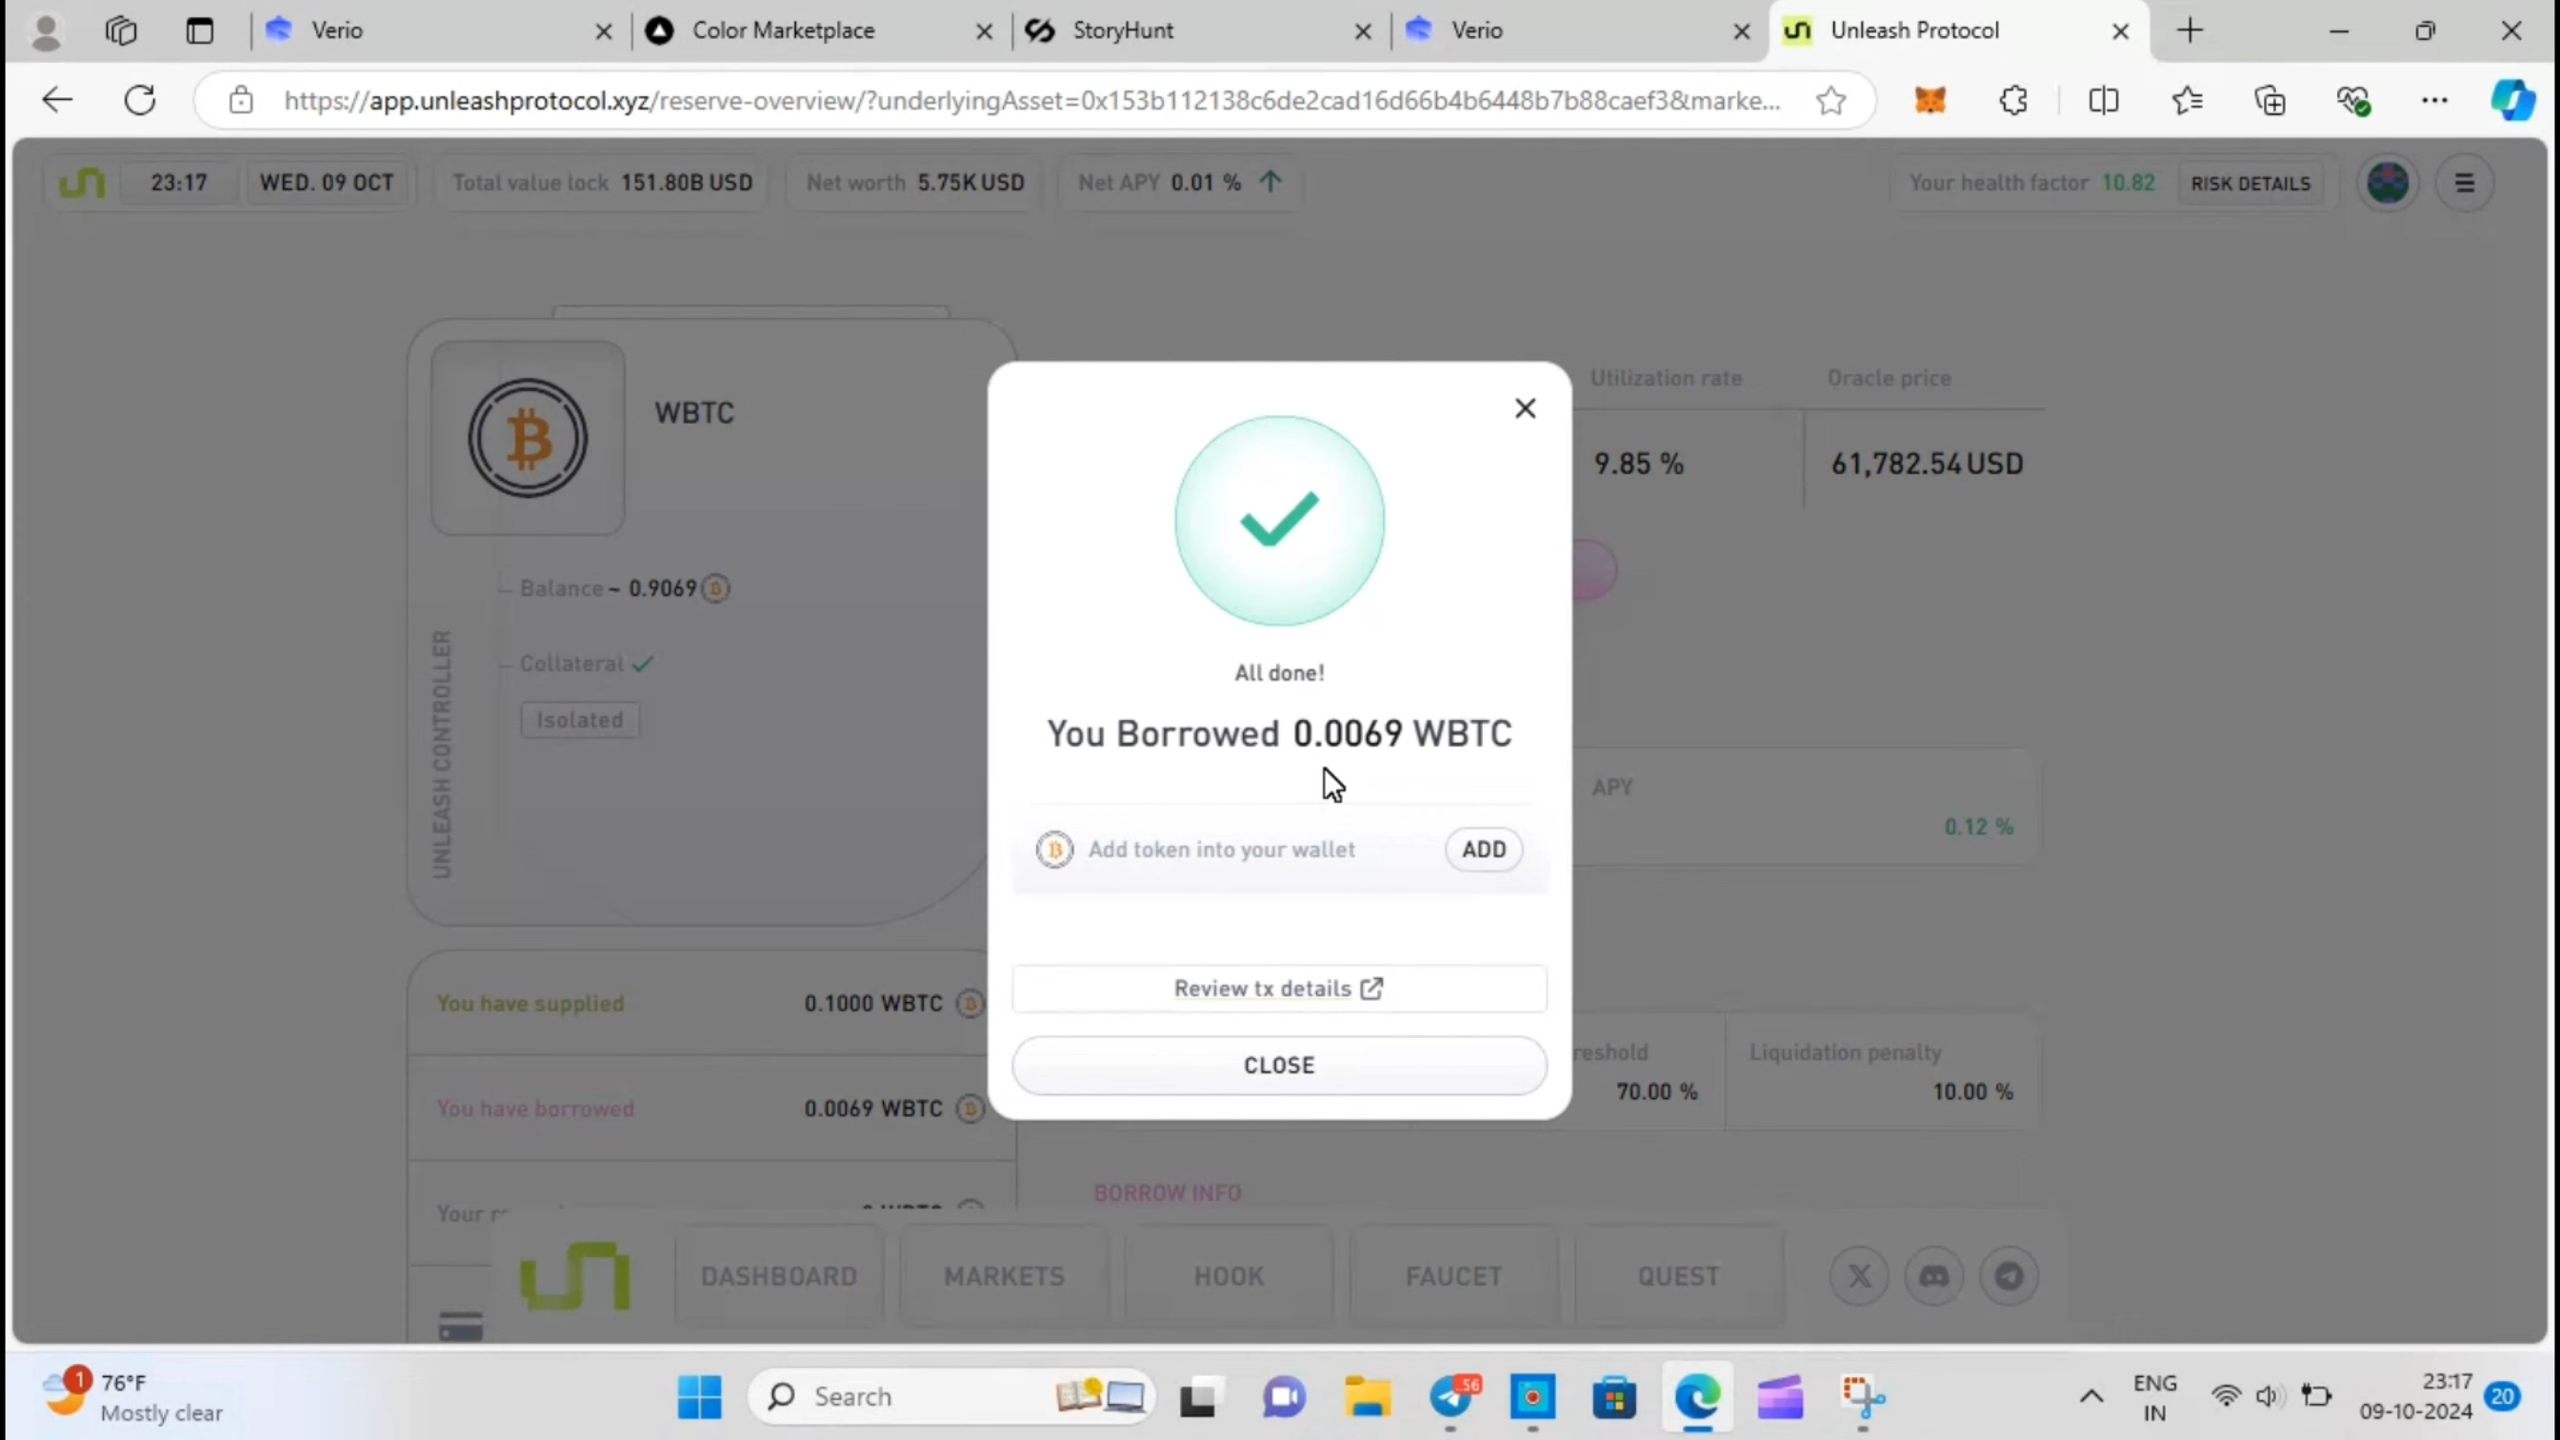 Verio
Color Marketplace
StoryHunt
Verio
Unleash Protocol
https://app.unleashprotocol.xyz/reserve-overview/?underlyingAsset=0x153b112138c6de2cad16d66b4b6448b7b88caef3&marke...
23:17
WED. 09 OCT
Total value lock 151.80B USD
Net worth 5.75K USD
Net APY 0.01 %
Your health factor 10.82
RISK DETAILS
WBTC
Balance ~ 0.9069
Collateral
Isolated
UNLEASH CONTROLLER
Utilization rate
9.85 %
Oracle price
61,782.54 USD
All done!
You Borrowed 0.0069 WBTC
Add token into your wallet
ADD
Review tx details
CLOSE
APY
0.12 %
You have supplied 0.1000 WBTC
You have borrowed 0.0069 WBTC
Your
reshold
70.00 %
Liquidation penalty
10.00 %
BORROW INFO
DASHBOARD
MARKETS
HOOK
FAUCET
QUEST
1
76°F
Mostly clear
Search
56
ENG
IN
23:17
09-10-2024
20